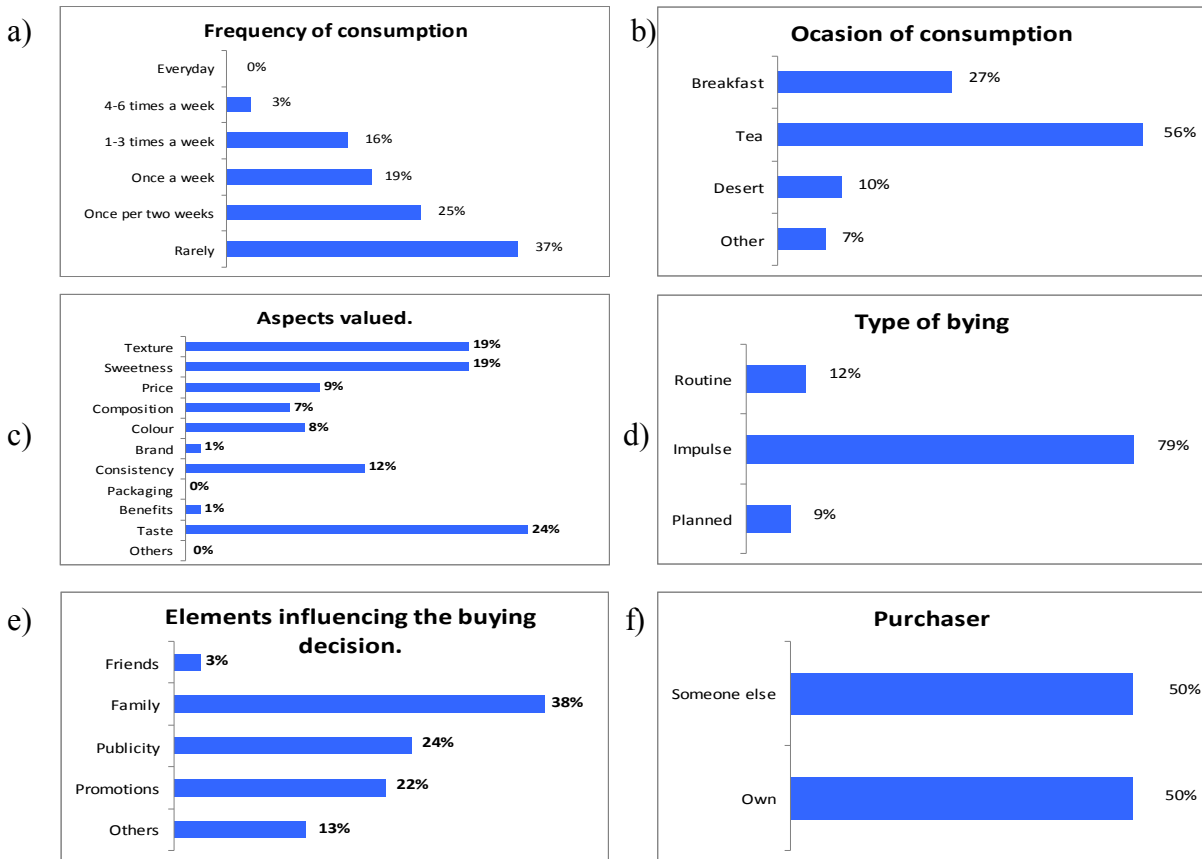 a)
Frequency of consumption
Everyday 0%
4-6 times a week 3%
1-3 times a week 16%
Once a week 19%
Once per two weeks 25%
Rarely 37%
b)
Ocasion of consumption
Breakfast 27%
Tea 56%
Desert 10%
Other 7%
c)
Aspects valued.
Texture 19%
Sweetness 19%
Price 9%
Composition 7%
Colour 8%
Brand 1%
Consistency 12%
Packaging 0%
Benefits 1%
Taste 24%
Others 0%
d)
Type of bying
Routine 12%
Impulse 79%
Planned 9%
e)
Elements influencing the buying
decision.
Friends 3%
Family 38%
Publicity 24%
Promotions 22%
Others 13%
f)
Purchaser
Someone else 50%
Own 50%